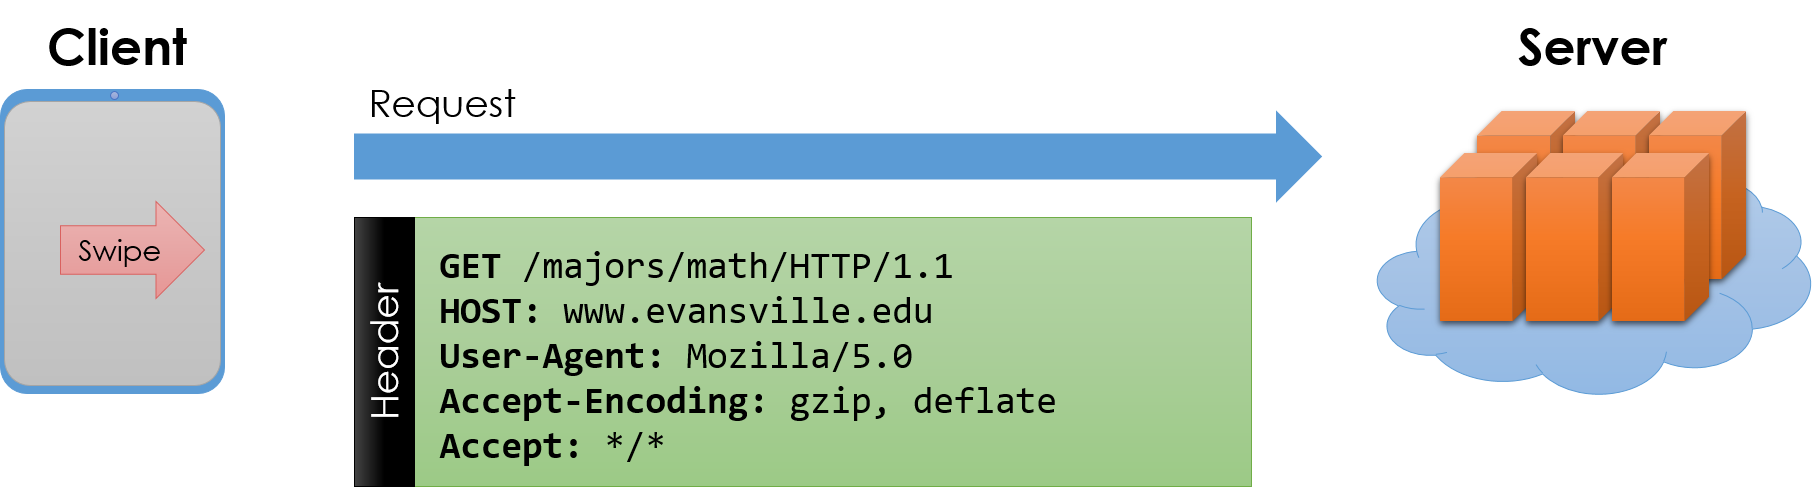 Client
Server
Request
Swipe
Header
GET /majors/math/HTTP/1.1
HOST: www.evansville.edu
User-Agent: Mozilla/5.0
Accept-Encoding: gzip, deflate
Accept: */*